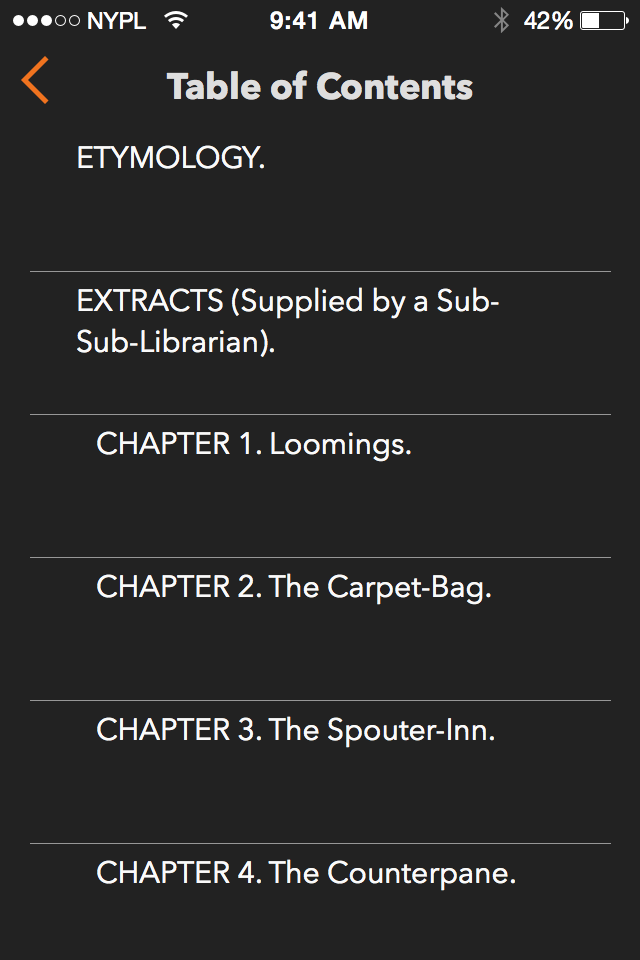 NYPL 9:41 AM 42%
Table of Contents
ETYMOLOGY.
EXTRACTS (Supplied by a Sub-
Sub-Librarian).
CHAPTER 1. Loomings.
CHAPTER 2. The Carpet-Bag.
CHAPTER 3. The Spouter-Inn.
CHAPTER 4. The Counterpane.